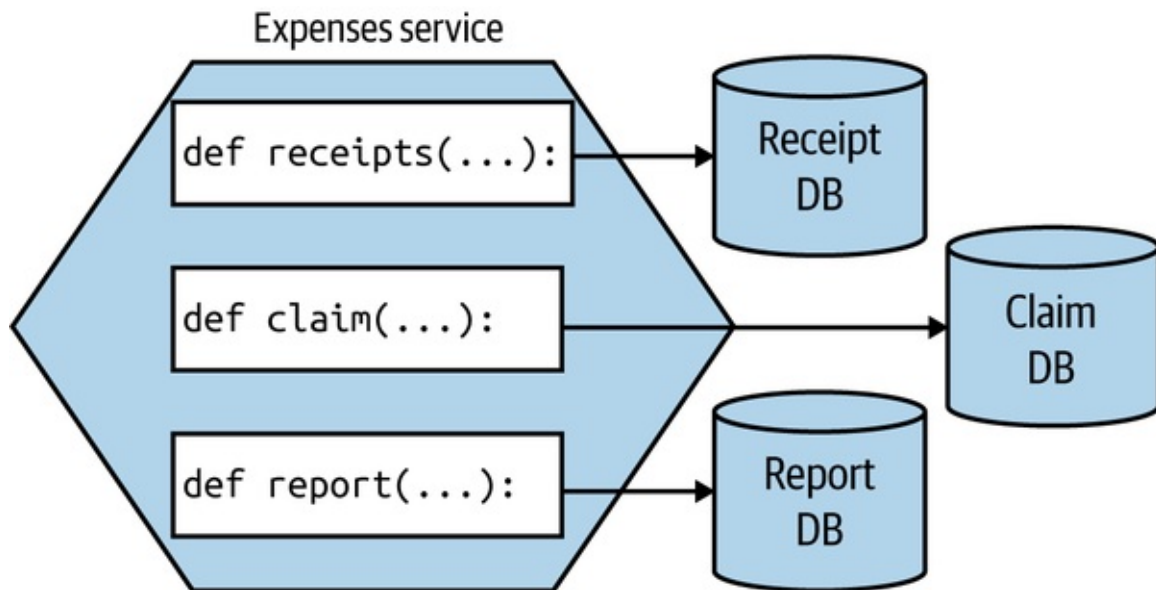 Expenses service
def receipts(...):
Receipt
DB
def claim(...):
Claim
DB
def report(...):
Report
DB